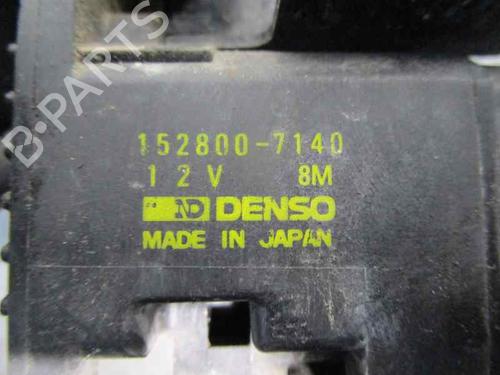 B-PARTS
152800-7140
12V 8M
ND DENSO
MADE IN JAPAN